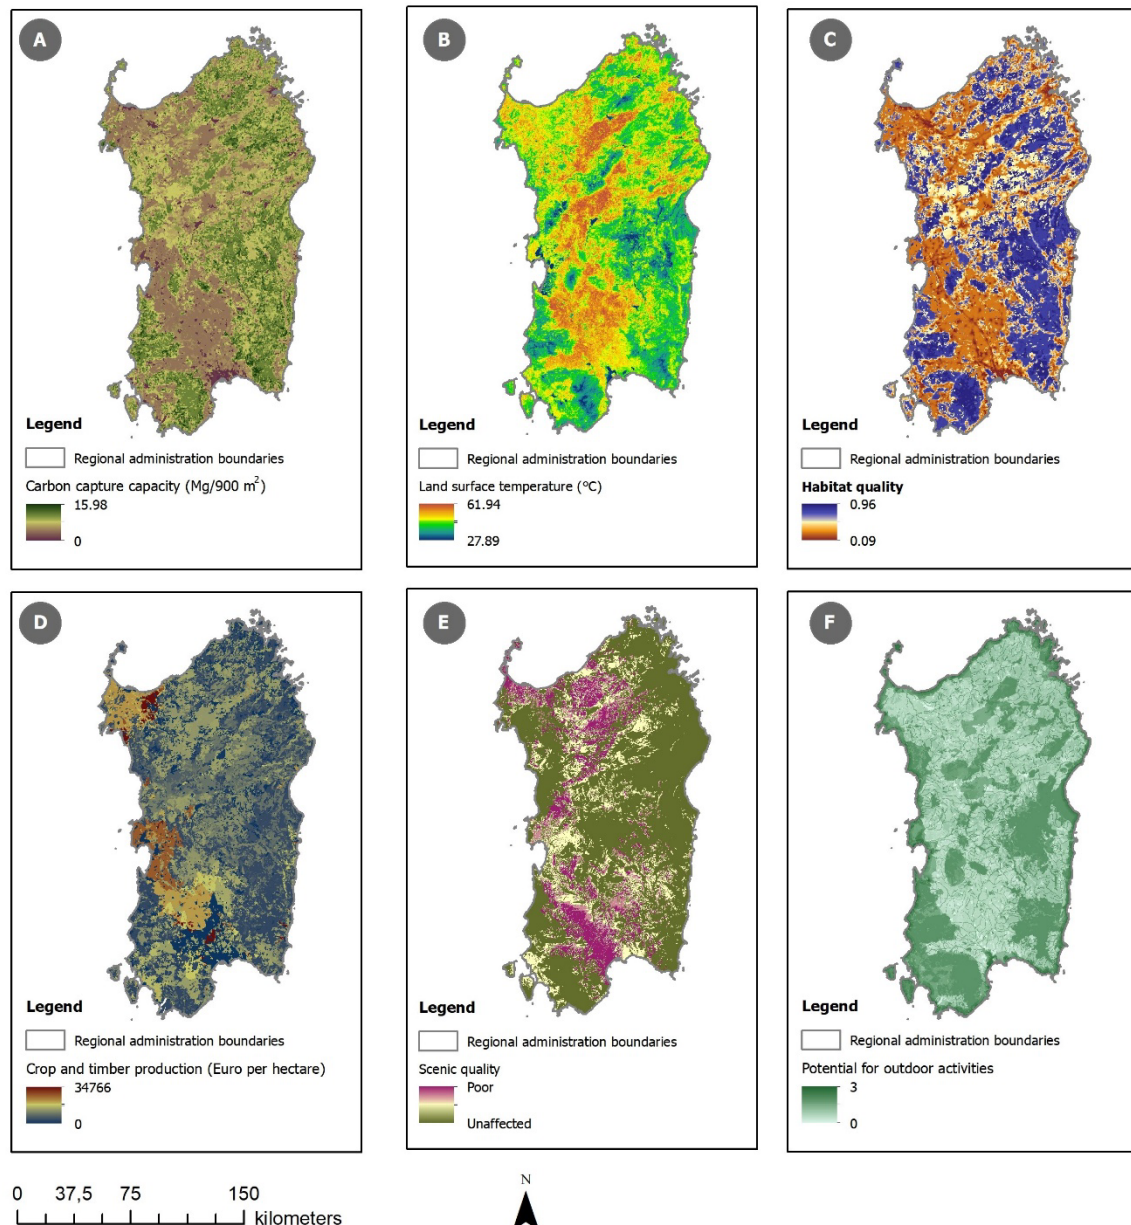 A
Legend
Regional administration boundaries
Carbon capture capacity (Mg/900 m²)
15.98
0
B
Legend
Regional administration boundaries
Land surface temperature (°C)
61.94
27.89
C
Legend
Regional administration boundaries
Habitat quality
0.96
0.09
D
Legend
Regional administration boundaries
Crop and timber production (Euro per hectare)
34766
0
E
Legend
Regional administration boundaries
Scenic quality
Poor
Unaffected
F
Legend
Regional administration boundaries
Potential for outdoor activities
3
0
0 37,5 75 150
kilometers
N